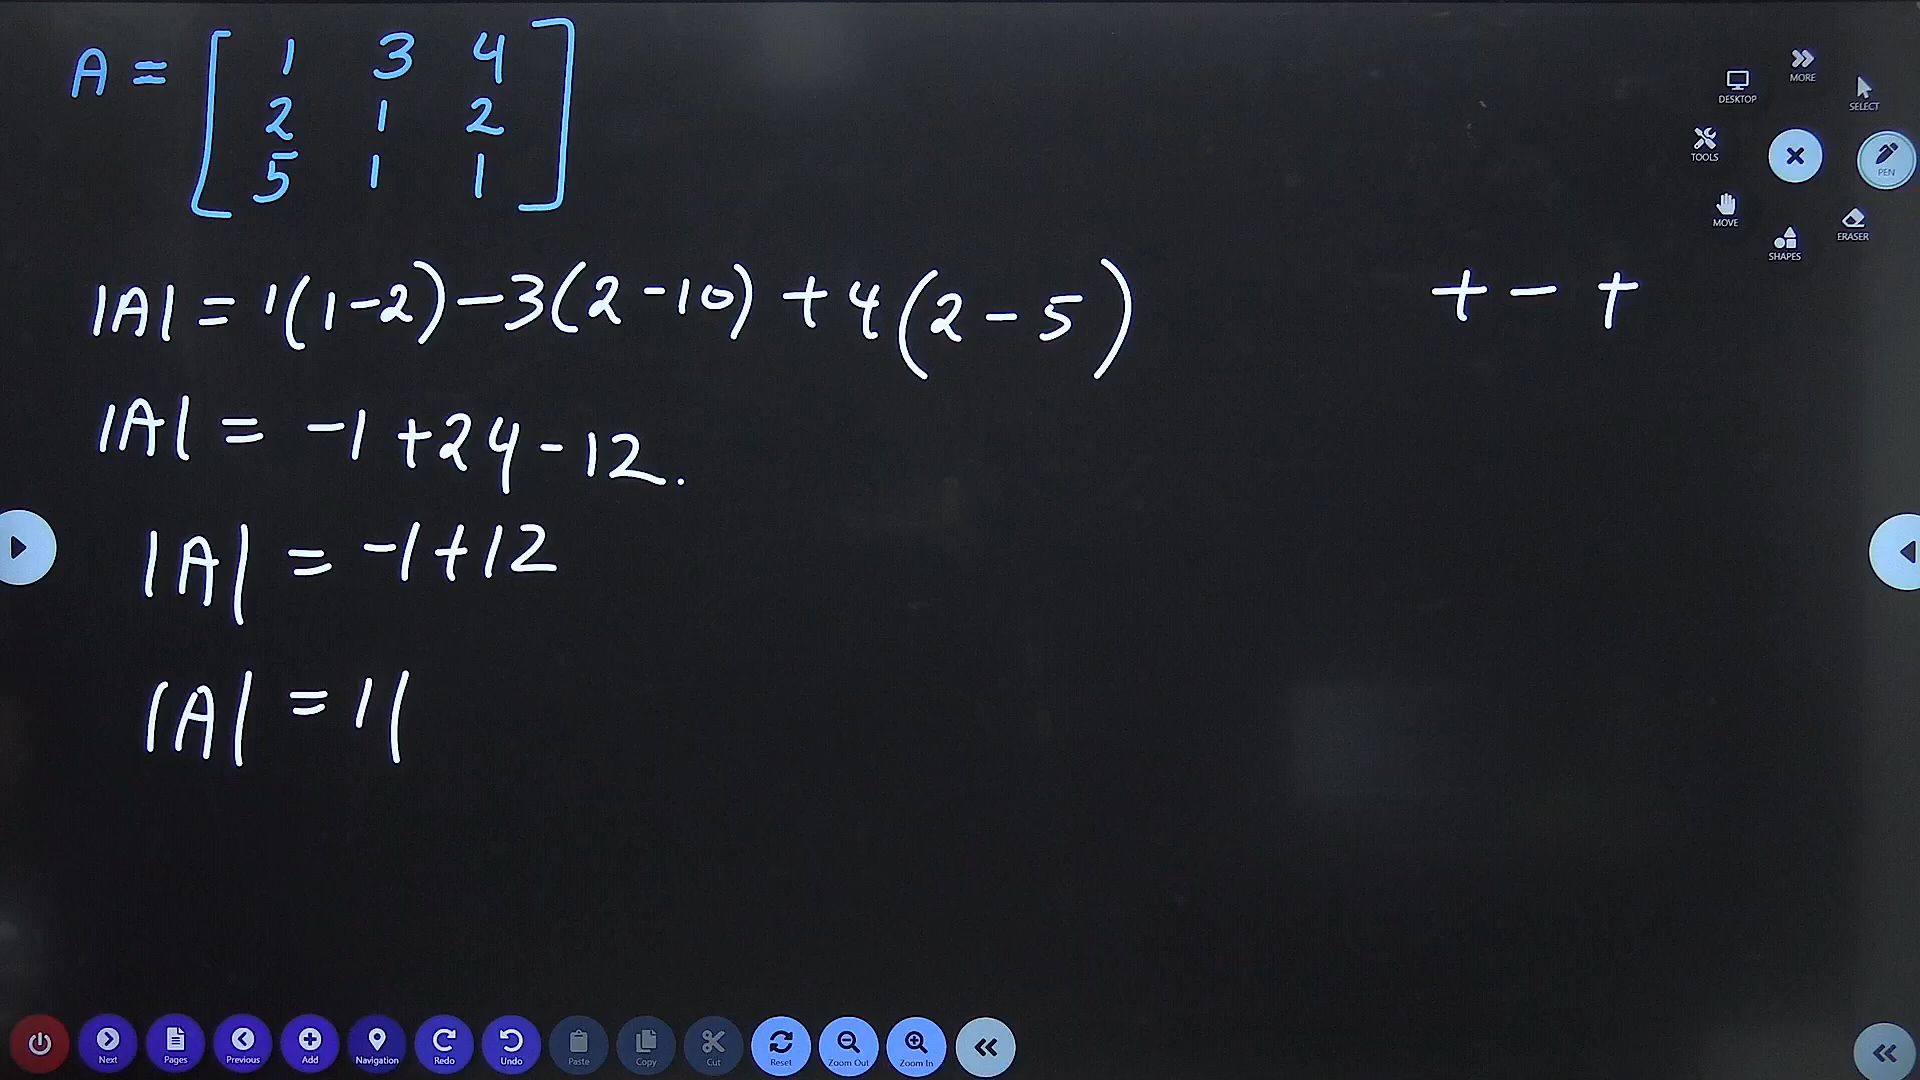 A = [ 1 3 4
2 1 2
5 1 1 ]
|A| = 1(1-2)-3(2-10)+4(2-5)
+ - +
|A| = -1+24-12.
|A| = -1+12
|A| = 11
MORE
DESKTOP
SELECT
TOOLS
PEN
MOVE
ERASER
SHAPES
Next Pages Previous Add Navigation Redo Undo Paste Copy Cut Reset Zoom Out Zoom In